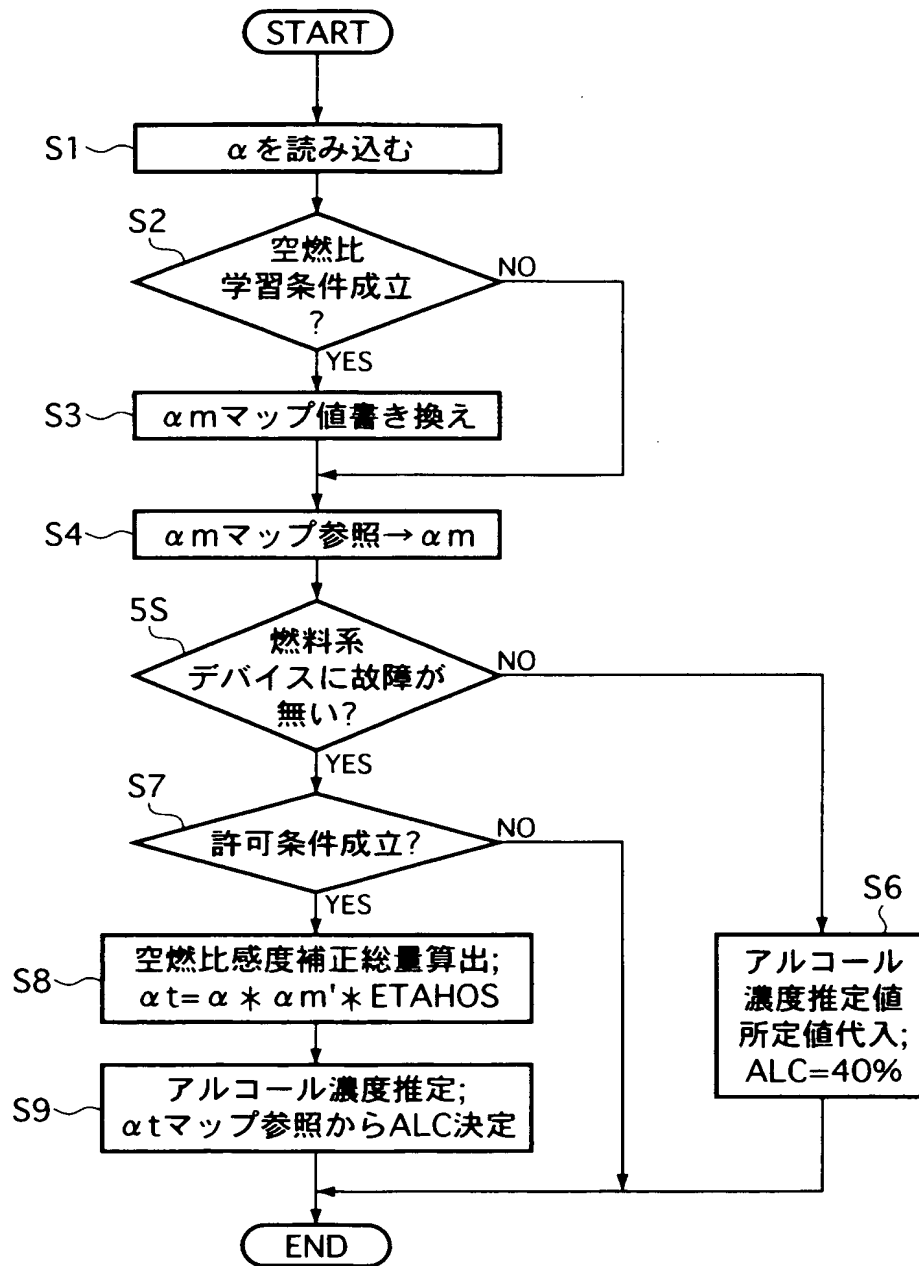 START
S1
αを読み込む
S2
空燃比
学習条件成立
?
NO
YES
S3
αmマップ値書き換え
S4
αmマップ参照→αm
5S
燃料系
デバイスに故障が
無い?
NO
YES
S7
許可条件成立?
NO
YES
S6
アルコール
濃度推定値
所定値代入;
ALC=40%
S8
空燃比感度補正総量算出;
αt=α*αm'*ETAHOS
S9
アルコール濃度推定;
αtマップ参照からALC決定
END